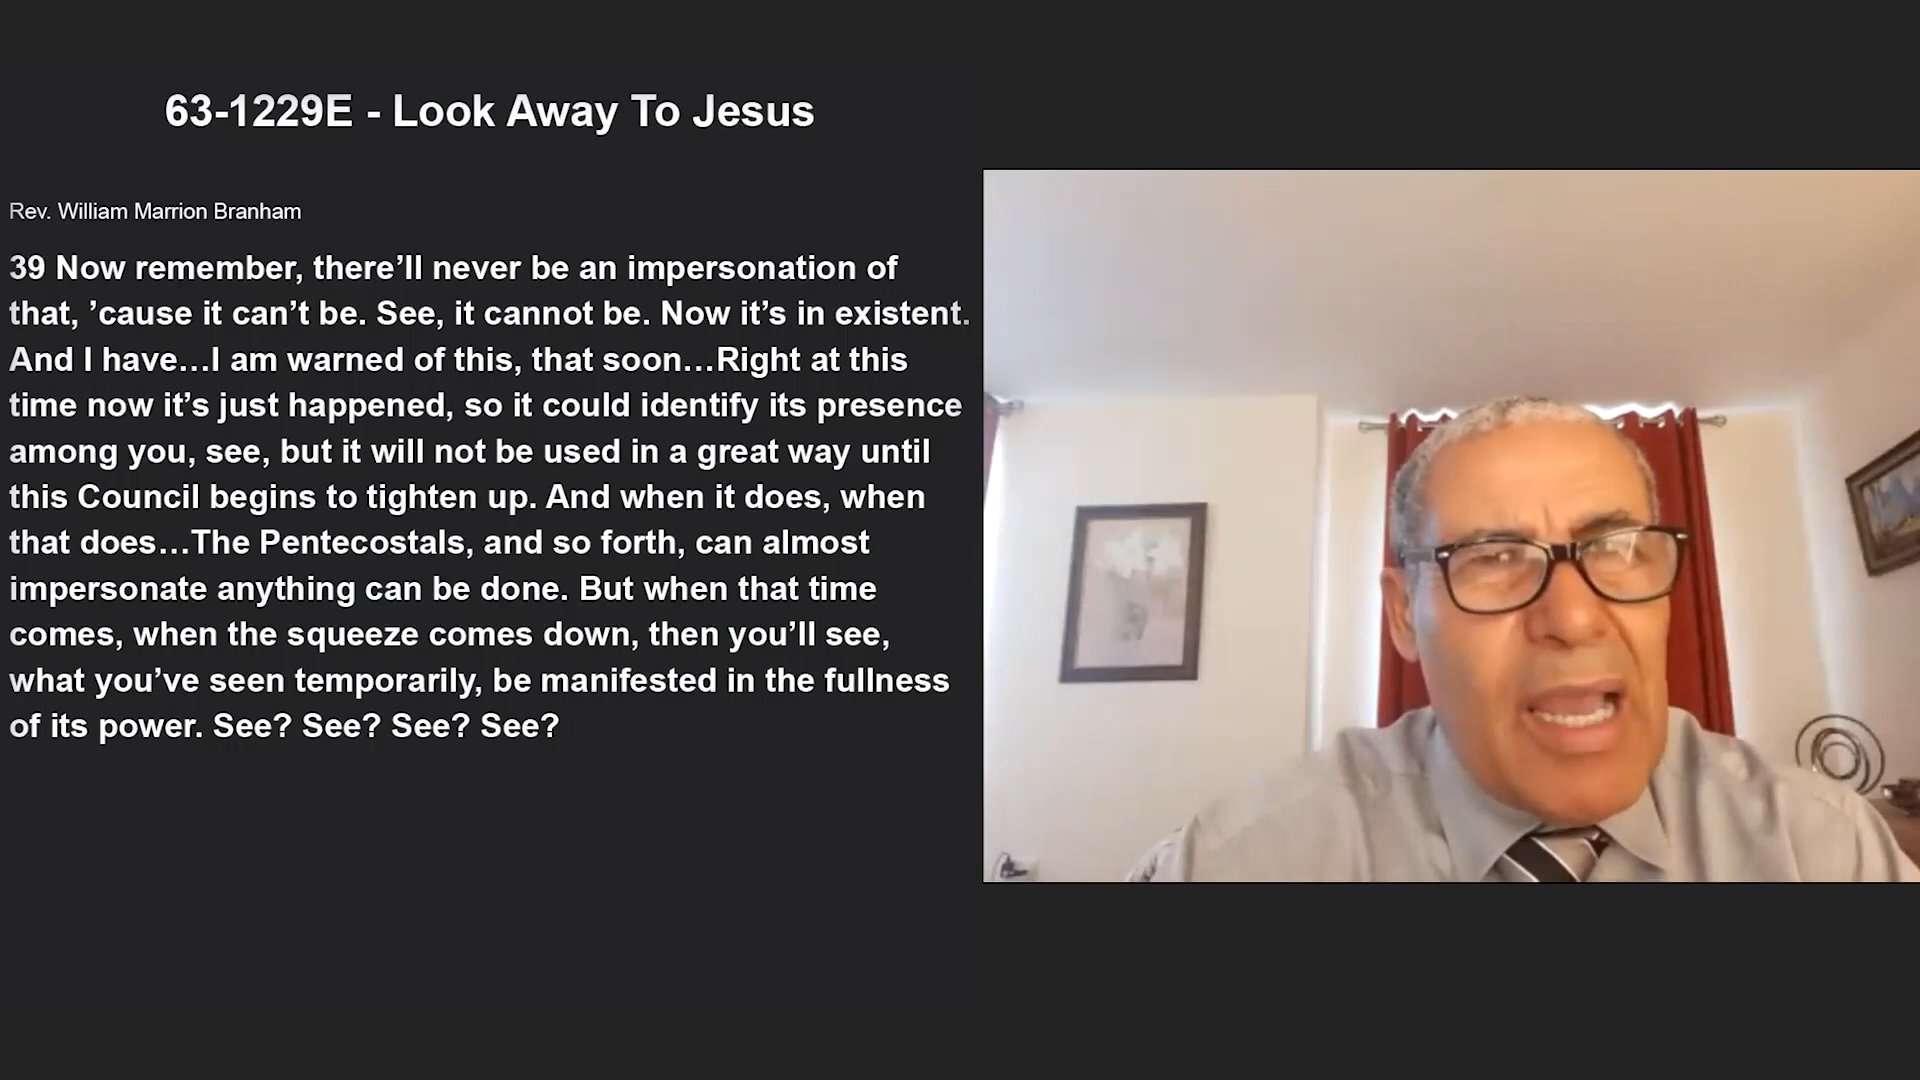 63-1229E - Look Away To Jesus
Rev. William Marrion Branham
39 Now remember, there’ll never be an impersonation of
that, ’cause it can’t be. See, it cannot be. Now it’s in existent.
And I have…I am warned of this, that soon…Right at this
time now it’s just happened, so it could identify its presence
among you, see, but it will not be used in a great way until
this Council begins to tighten up. And when it does, when
that does…The Pentecostals, and so forth, can almost
impersonate anything can be done. But when that time
comes, when the squeeze comes down, then you’ll see,
what you’ve seen temporarily, be manifested in the fullness
of its power. See? See? See? See?